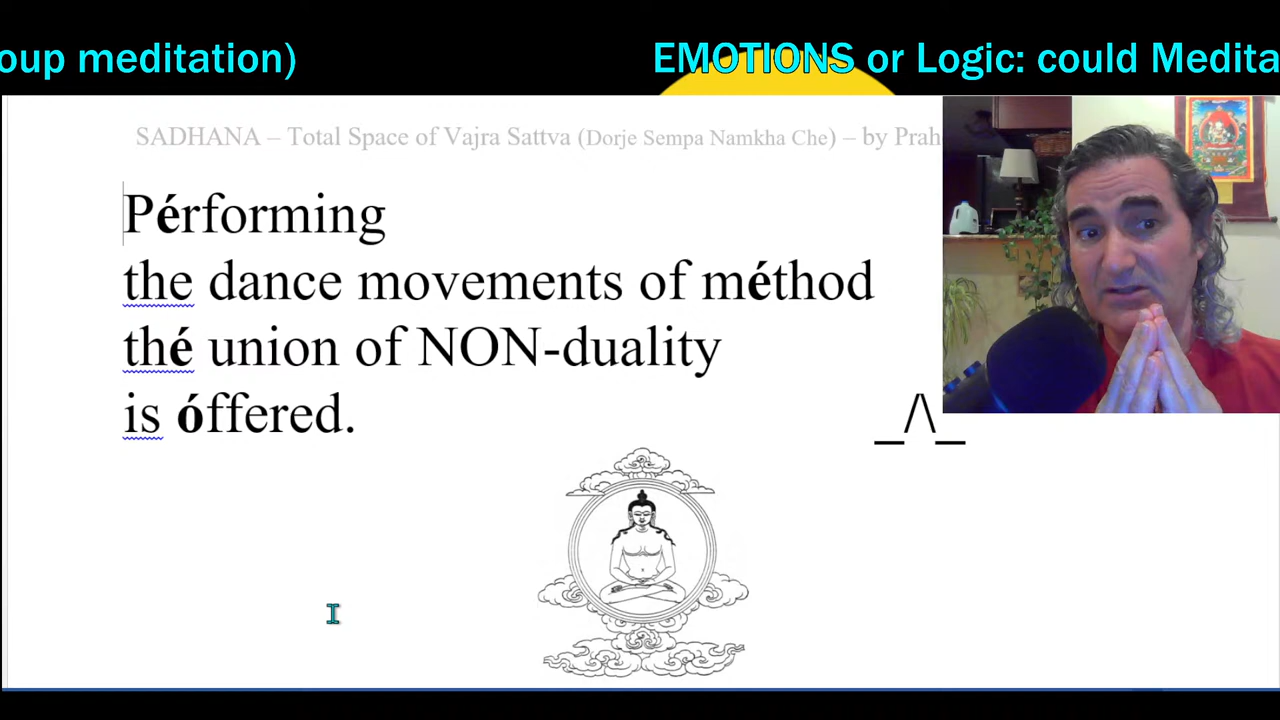 oup meditation) EMOTIONS or Logic: could Medita
SADHANA – Total Space of Vajra Sattva (Dorje Sempa Namkha Che) – by Prah
Pérforming
the dance movements of méthod
thé union of NON-duality
is óffered. _/\_